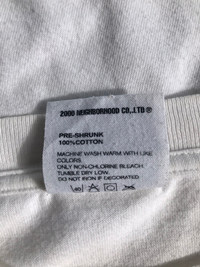 2000 NEIGHBORHOOD CO.,LTD ®
PRE-SHRUNK
100%COTTON
MACHINE WASH WARM WITH LIKE
COLORS.
ONLY NON-CHLORINE BLEACH.
TUMBLE DRY LOW.
DO NOT IRON IF DECORATED